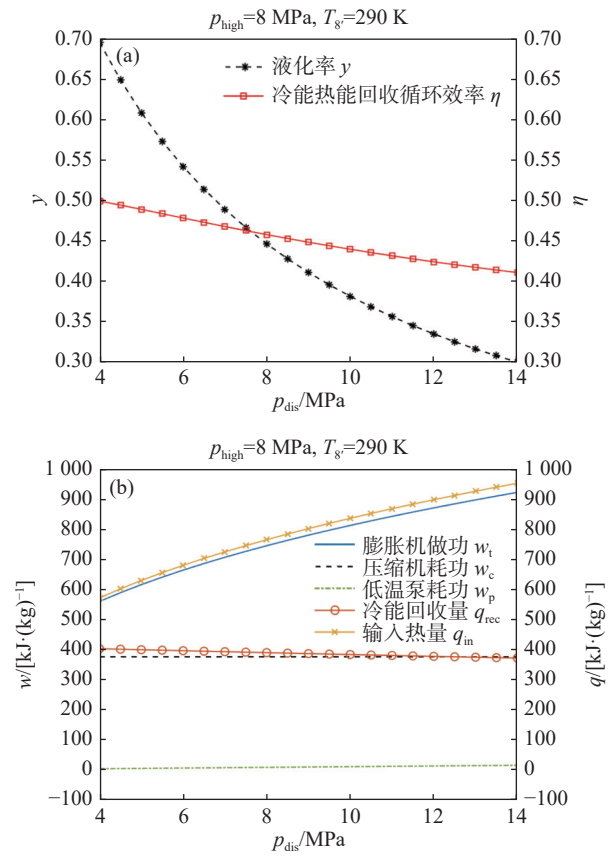 p_high=8 MPa, T_8′=290 K
(a)
液化率 y
冷能热能回收循环效率 η
0.70 0.70
0.65 0.65
0.60 0.60
0.55 0.55
0.50 0.50
0.45 0.45
0.40 0.40
0.35 0.35
0.30 0.30
y
η
4 6 8 10 12 14
p_dis/MPa
p_high=8 MPa, T_8′=290 K
(b)
膨胀机做功 w_t
压缩机耗功 w_c
低温泵耗功 w_p
冷能回收量 q_rec
输入热量 q_in
1 000 1 000
900 900
800 800
700 700
600 600
500 500
400 400
300 300
200 200
100 100
0 0
−100 −100
w/[kJ·(kg)⁻¹]
q/[kJ·(kg)⁻¹]
4 6 8 10 12 14
p_dis/MPa